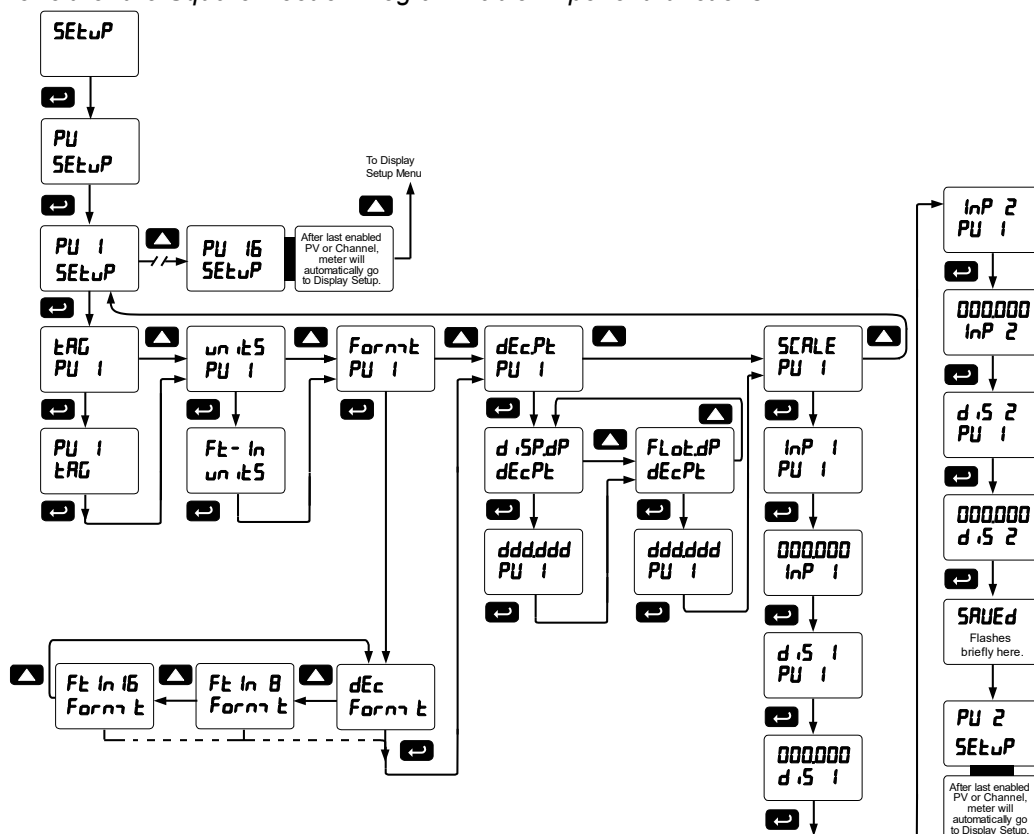 SEtuP
PU
SEtuP
To Display
Setup Menu
PU 1
SEtuP
PU 16
SEtuP
After last enabled
PV or Channel,
meter will
automatically go
to Display Setup.
InP 2
PU 1
000.000
InP 2
tAG
PU 1
unitS
PU 1
Format
PU 1
dEc.Pt
PU 1
SCALE
PU 1
PU 1
tAG
Ft-In
unitS
diSP.dP
dEcPt
FLot.dP
dEcPt
InP 1
PU 1
diS 2
PU 1
ddd.ddd
PU 1
ddd.ddd
PU 1
000.000
InP 1
000.000
diS 2
SAUEd
Flashes
briefly here.
Ft In 16
Format
Ft In 8
Format
dEc
Format
diS 1
PU 1
000.000
diS 1
PU 2
SEtuP
After last enabled
PV or Channel,
meter will
automatically go
to Display Setup.